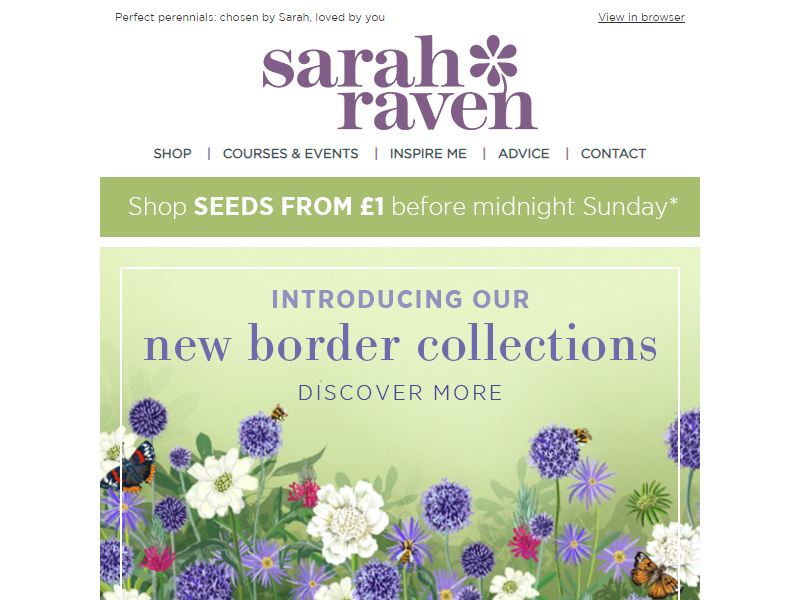 Perfect perennials: chosen by Sarah, loved by you
View in browser
sarah
raven
SHOP | COURSES & EVENTS | INSPIRE ME | ADVICE | CONTACT
Shop SEEDS FROM £1 before midnight Sunday*
INTRODUCING OUR
new border collections
DISCOVER MORE